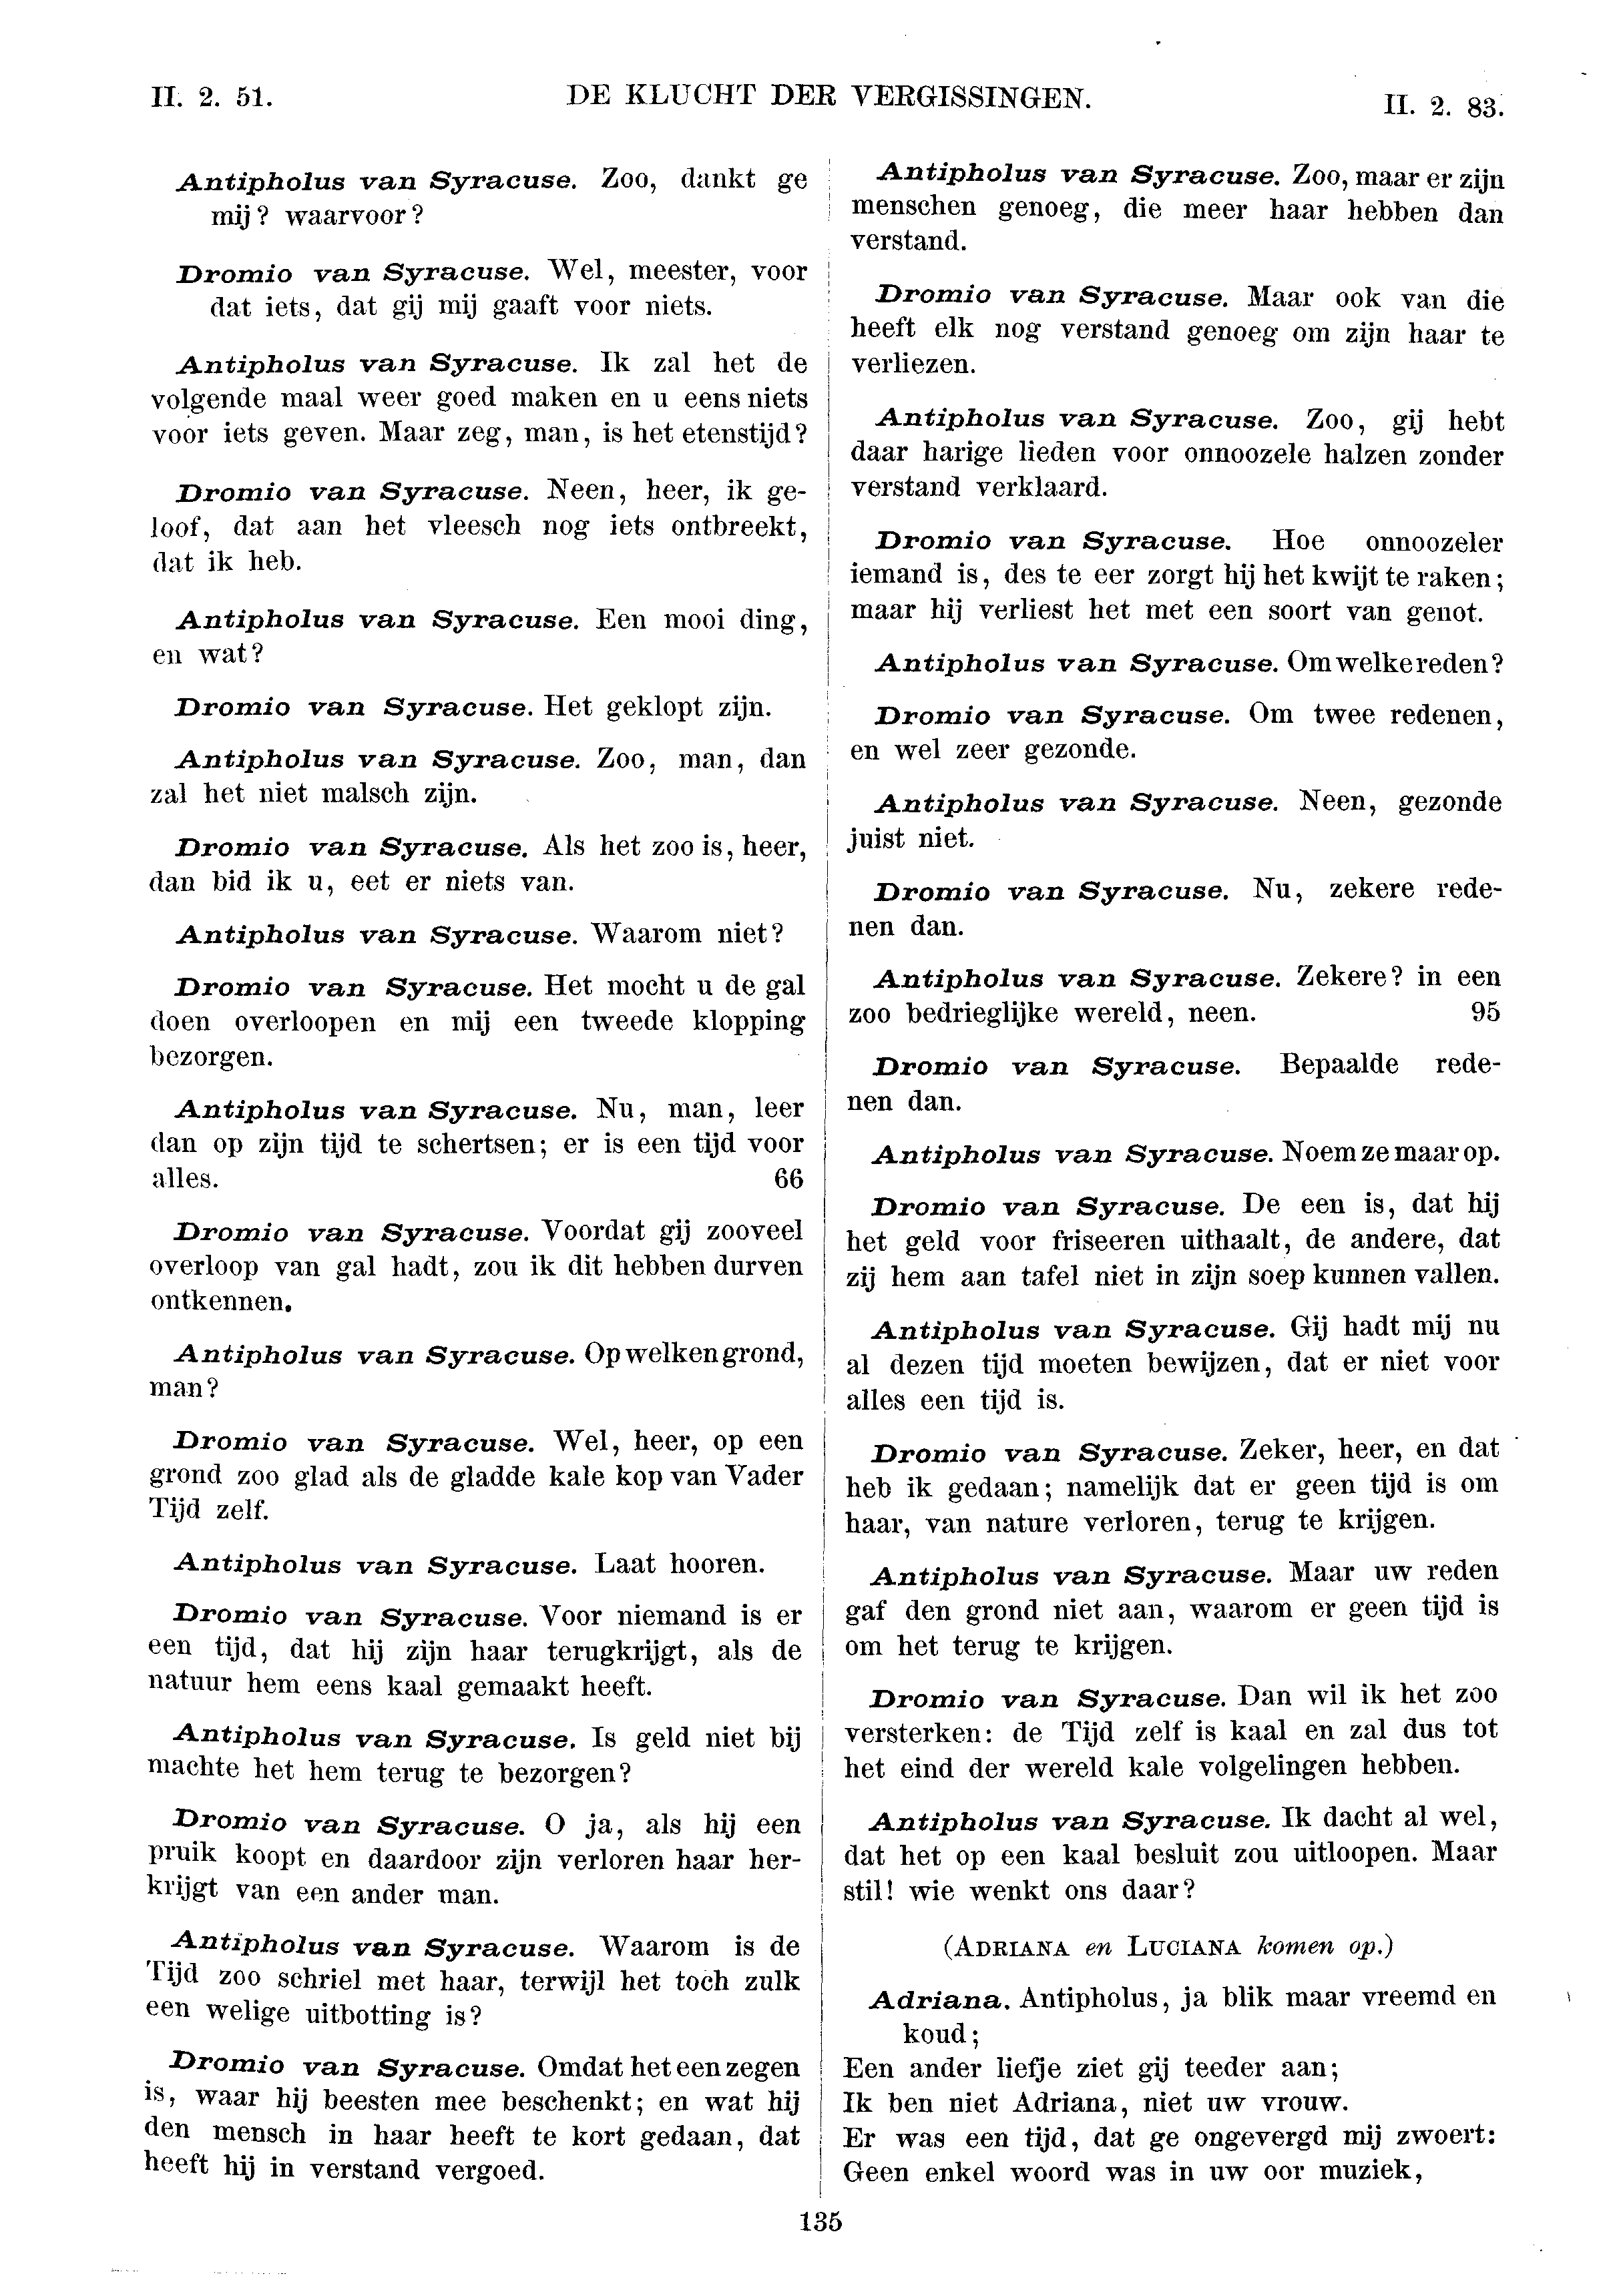 II. 2. 51.
DE KLUCHT DER VERGISSINGEN.
II. 2. 83.
Antipholus van Syracuse. Zoo, dankt ge
mij? waarvoor?
Dromio van Syracuse. Wel, meester, voor
dat iets, dat gij mij gaaft voor niets.
Antipholus van Syracuse. Ik zal het de
volgende maal weer goed maken en u eens niets
voor iets geven. Maar zeg, man, is het etenstijd?
Dromio van Syracuse. Neen, heer, ik ge-
loof, dat aan het vleesch nog iets ontbreekt,
dat ik heb.
Antipholus van Syracuse. Een mooi ding,
en wat?
Dromio van Syracuse. Het geklopt zijn.
Antipholus van Syracuse. Zoo, man, dan
zal het niet malsch zijn.
Dromio van Syracuse. Als het zoo is, heer,
dan bid ik u, eet er niets van.
Antipholus van Syracuse. Waarom niet?
Dromio van Syracuse. Het mocht u de gal
doen overloopen en mij een tweede klopping
bezorgen.
Antipholus van Syracuse. Nu, man, leer
dan op zijn tijd te schertsen; er is een tijd voor
alles. 66
Dromio van Syracuse. Voordat gij zooveel
overloop van gal hadt, zou ik dit hebben durven
ontkennen.
Antipholus van Syracuse. Op welken grond,
man?
Dromio van Syracuse. Wel, heer, op een
grond zoo glad als de gladde kale kop van Vader
Tijd zelf.
Antipholus van Syracuse. Laat hooren.
Dromio van Syracuse. Voor niemand is er
een tijd, dat hij zijn haar terugkrijgt, als de
natuur hem eens kaal gemaakt heeft.
Antipholus van Syracuse. Is geld niet bij
machte het hem terug te bezorgen?
Dromio van Syracuse. O ja, als hij een
pruik koopt en daardoor zijn verloren haar her-
krijgt van een ander man.
Antipholus van Syracuse. Waarom is de
Tijd zoo schriel met haar, terwijl het toch zulk
een welige uitbotting is?
Dromio van Syracuse. Omdat het een zegen
is, waar hij beesten mee beschenkt; en wat hij
den mensch in haar heeft te kort gedaan, dat
heeft hij in verstand vergoed.
Antipholus van Syracuse. Zoo, maar er zijn
menschen genoeg, die meer haar hebben dan
verstand.
Dromio van Syracuse. Maar ook van die
heeft elk nog verstand genoeg om zijn haar te
verliezen.
Antipholus van Syracuse. Zoo, gij hebt
daar harige lieden voor onnoozele halzen zonder
verstand verklaard.
Dromio van Syracuse. Hoe onnoozeler
iemand is, des te eer zorgt hij het kwijt te raken;
maar hij verliest het met een soort van genot.
Antipholus van Syracuse. Om welke reden?
Dromio van Syracuse. Om twee redenen,
en wel zeer gezonde.
Antipholus van Syracuse. Neen, gezonde
juist niet.
Dromio van Syracuse. Nu, zekere rede-
nen dan.
Antipholus van Syracuse. Zekere? in een
zoo bedrieglijke wereld, neen. 95
Dromio van Syracuse. Bepaalde rede-
nen dan.
Antipholus van Syracuse. Noem ze maar op.
Dromio van Syracuse. De een is, dat hij
het geld voor friseeren uithaalt, de andere, dat
zij hem aan tafel niet in zijn soep kunnen vallen.
Antipholus van Syracuse. Gij hadt mij nu
al dezen tijd moeten bewijzen, dat er niet voor
alles een tijd is.
Dromio van Syracuse. Zeker, heer, en dat
heb ik gedaan; namelijk dat er geen tijd is om
haar, van nature verloren, terug te krijgen.
Antipholus van Syracuse. Maar uw reden
gaf den grond niet aan, waarom er geen tijd is
om het terug te krijgen.
Dromio van Syracuse. Dan wil ik het zoo
versterken: de Tijd zelf is kaal en zal dus tot
het eind der wereld kale volgelingen hebben.
Antipholus van Syracuse. Ik dacht al wel,
dat het op een kaal besluit zou uitloopen. Maar
stil! wie wenkt ons daar?
(ADRIANA en LUCIANA komen op.)
Adriana. Antipholus, ja blik maar vreemd en
koud;
Een ander liefje ziet gij teeder aan;
Ik ben niet Adriana, niet uw vrouw.
Er was een tijd, dat ge ongevergd mij zwoert:
Geen enkel woord was in uw oor muziek,
135